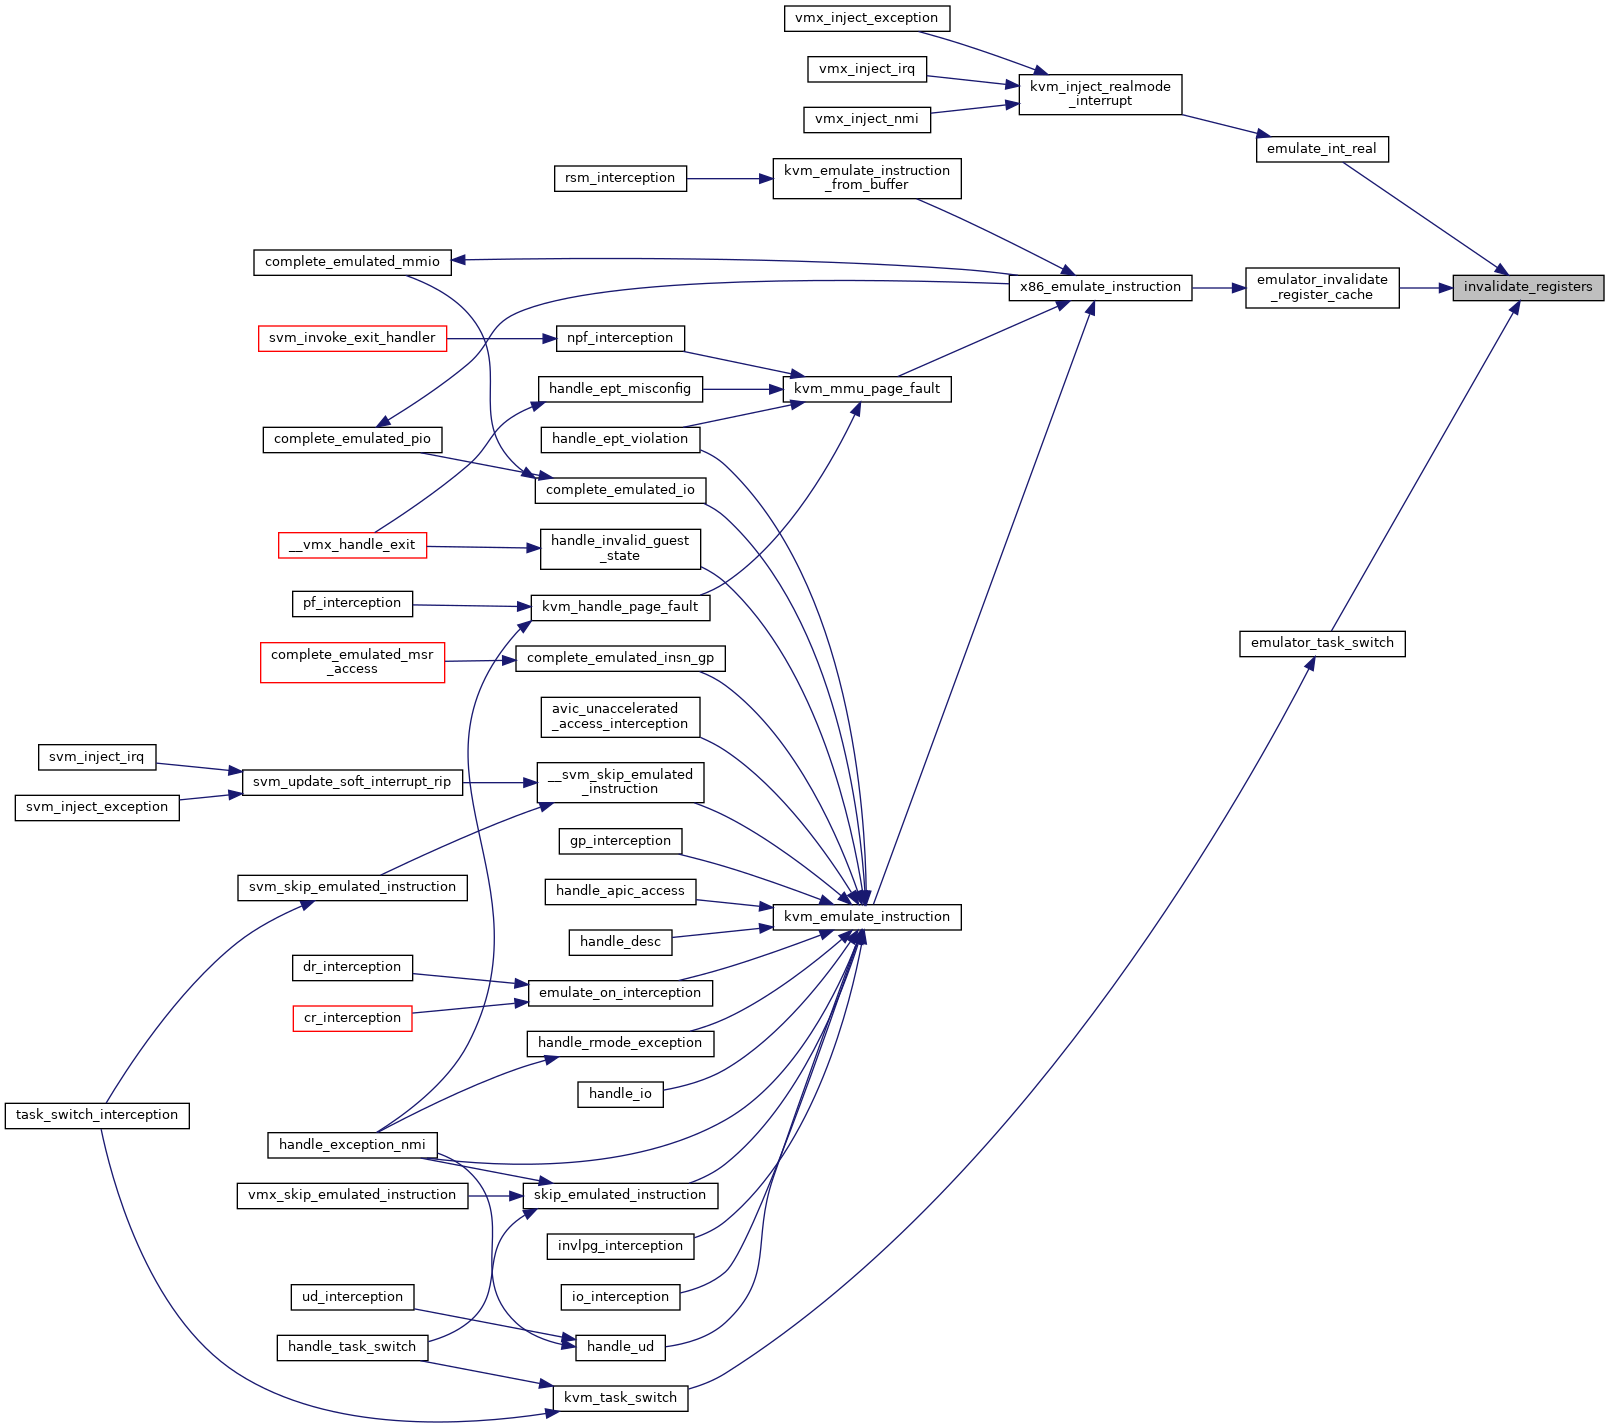 vmx_inject_exception
vmx_inject_irq
kvm_inject_realmode
_interrupt
vmx_inject_nmi
emulate_int_real
kvm_emulate_instruction
_from_buffer
rsm_interception
complete_emulated_mmio
x86_emulate_instruction
emulator_invalidate
_register_cache
invalidate_registers
svm_invoke_exit_handler
npf_interception
handle_ept_misconfig
kvm_mmu_page_fault
complete_emulated_pio
handle_ept_violation
complete_emulated_io
__vmx_handle_exit
handle_invalid_guest
_state
pf_interception
kvm_handle_page_fault
emulator_task_switch
complete_emulated_msr
_access
complete_emulated_insn_gp
avic_unaccelerated
_access_interception
svm_inject_irq
svm_update_soft_interrupt_rip
__svm_skip_emulated
_instruction
svm_inject_exception
gp_interception
svm_skip_emulated_instruction
handle_apic_access
kvm_emulate_instruction
handle_desc
dr_interception
emulate_on_interception
cr_interception
handle_rmode_exception
handle_io
task_switch_interception
handle_exception_nmi
vmx_skip_emulated_instruction
skip_emulated_instruction
invlpg_interception
ud_interception
io_interception
handle_task_switch
handle_ud
kvm_task_switch